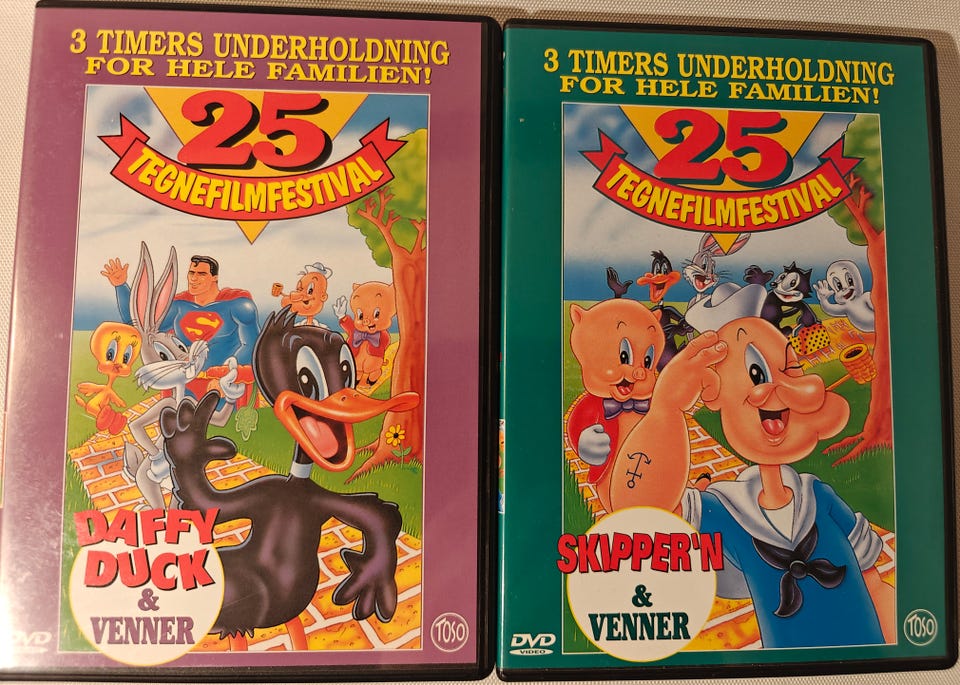 3 TIMERS UNDERHOLDNING
FOR HELE FAMILIEN!
25
TEGNEFILMFESTIVAL
S
DAFFY
DUCK
&
VENNER
DVD
TOSO
3 TIMERS UNDERHOLDNING
FOR HELE FAMILIEN!
25
TEGNEFILMFESTIVAL
SKIPPER'N
&
VENNER
DVD
VIDEO
TOSO